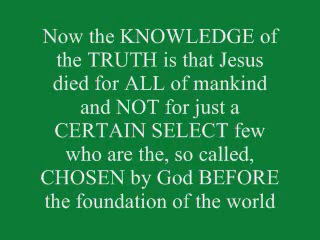 Now the KNOWLEDGE of
the TRUTH is that Jesus
died for ALL of mankind
and NOT for just a
CERTAIN SELECT few
who are the, so called,
CHOSEN by God BEFORE
the foundation of the world